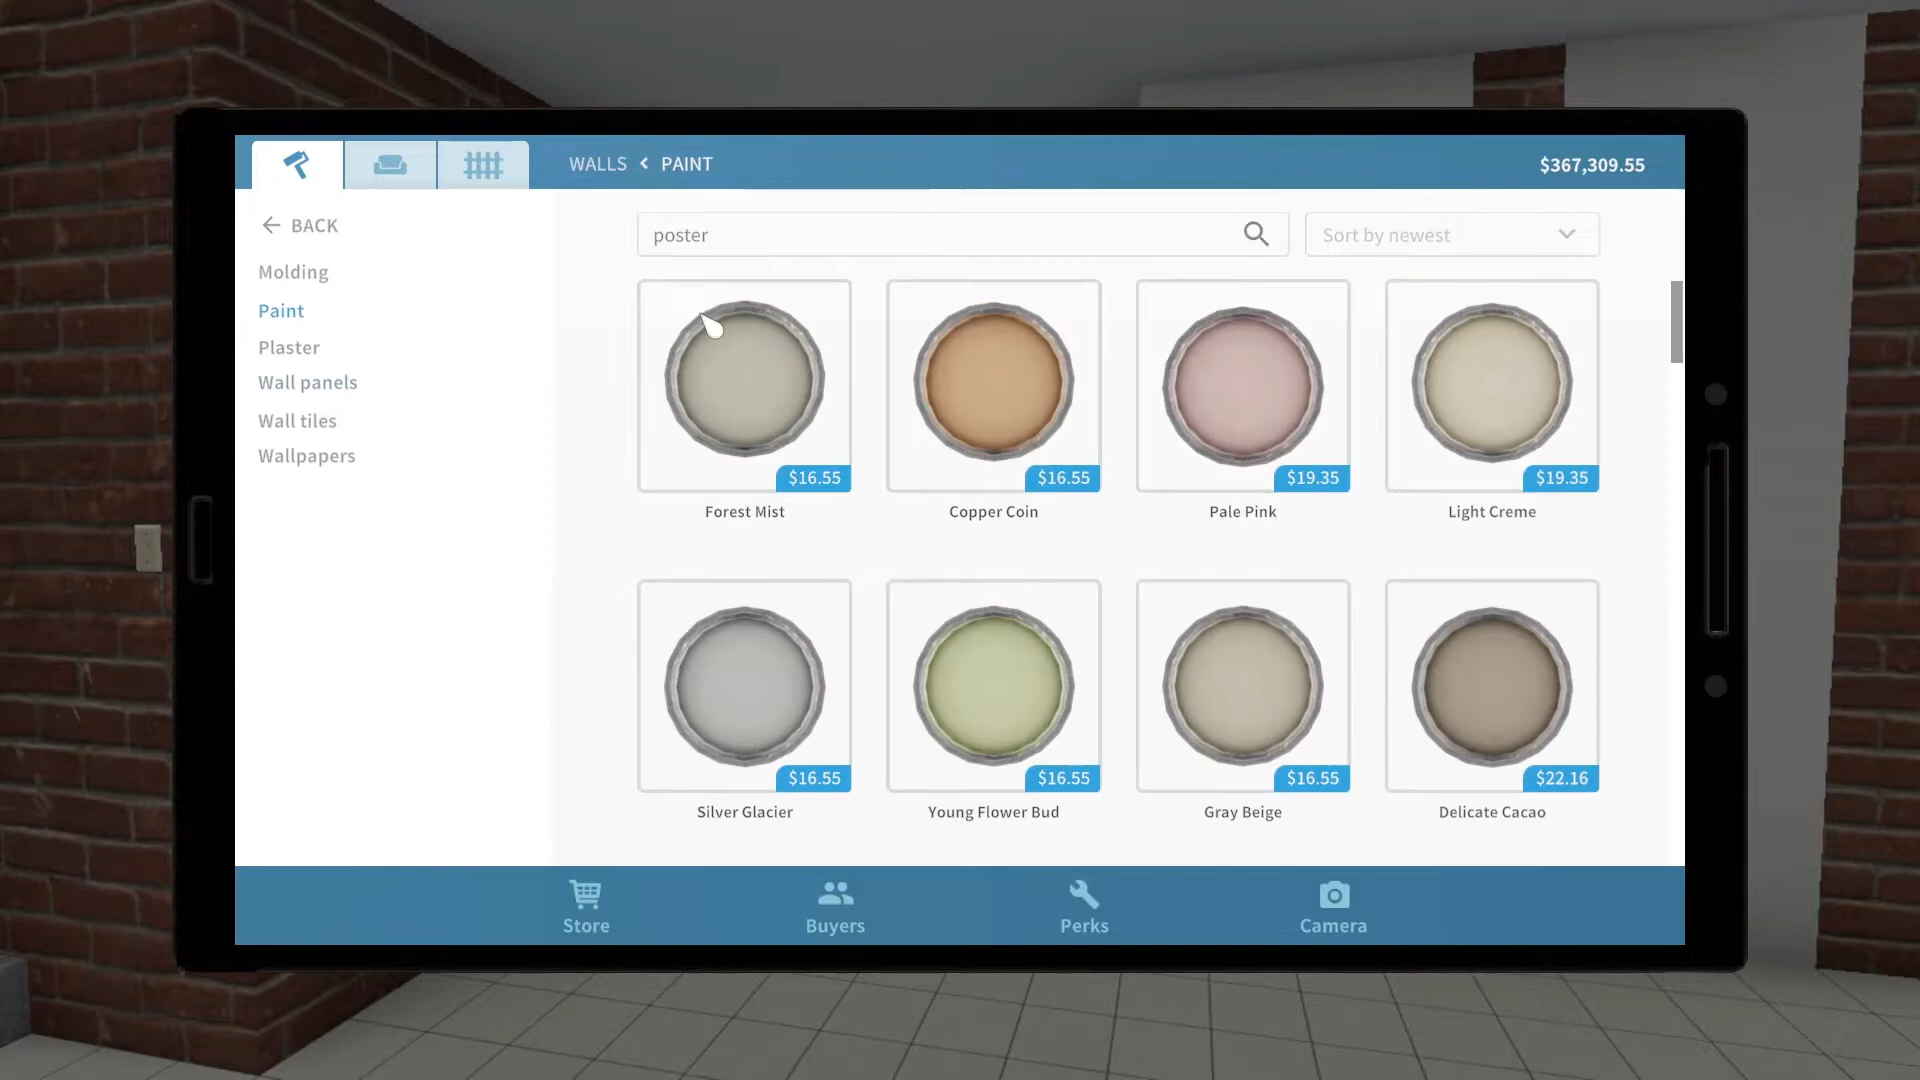 WALLS < PAINT
$367,309.55
BACK
Molding
Paint
Plaster
Wall panels
Wall tiles
Wallpapers
poster
Sort by newest
$16.55
$16.55
$19.35
$19.35
Forest Mist
Copper Coin
Pale Pink
Light Creme
$16.55
$16.55
$16.55
$22.16
Silver Glacier
Young Flower Bud
Gray Beige
Delicate Cacao
Store
Buyers
Perks
Camera